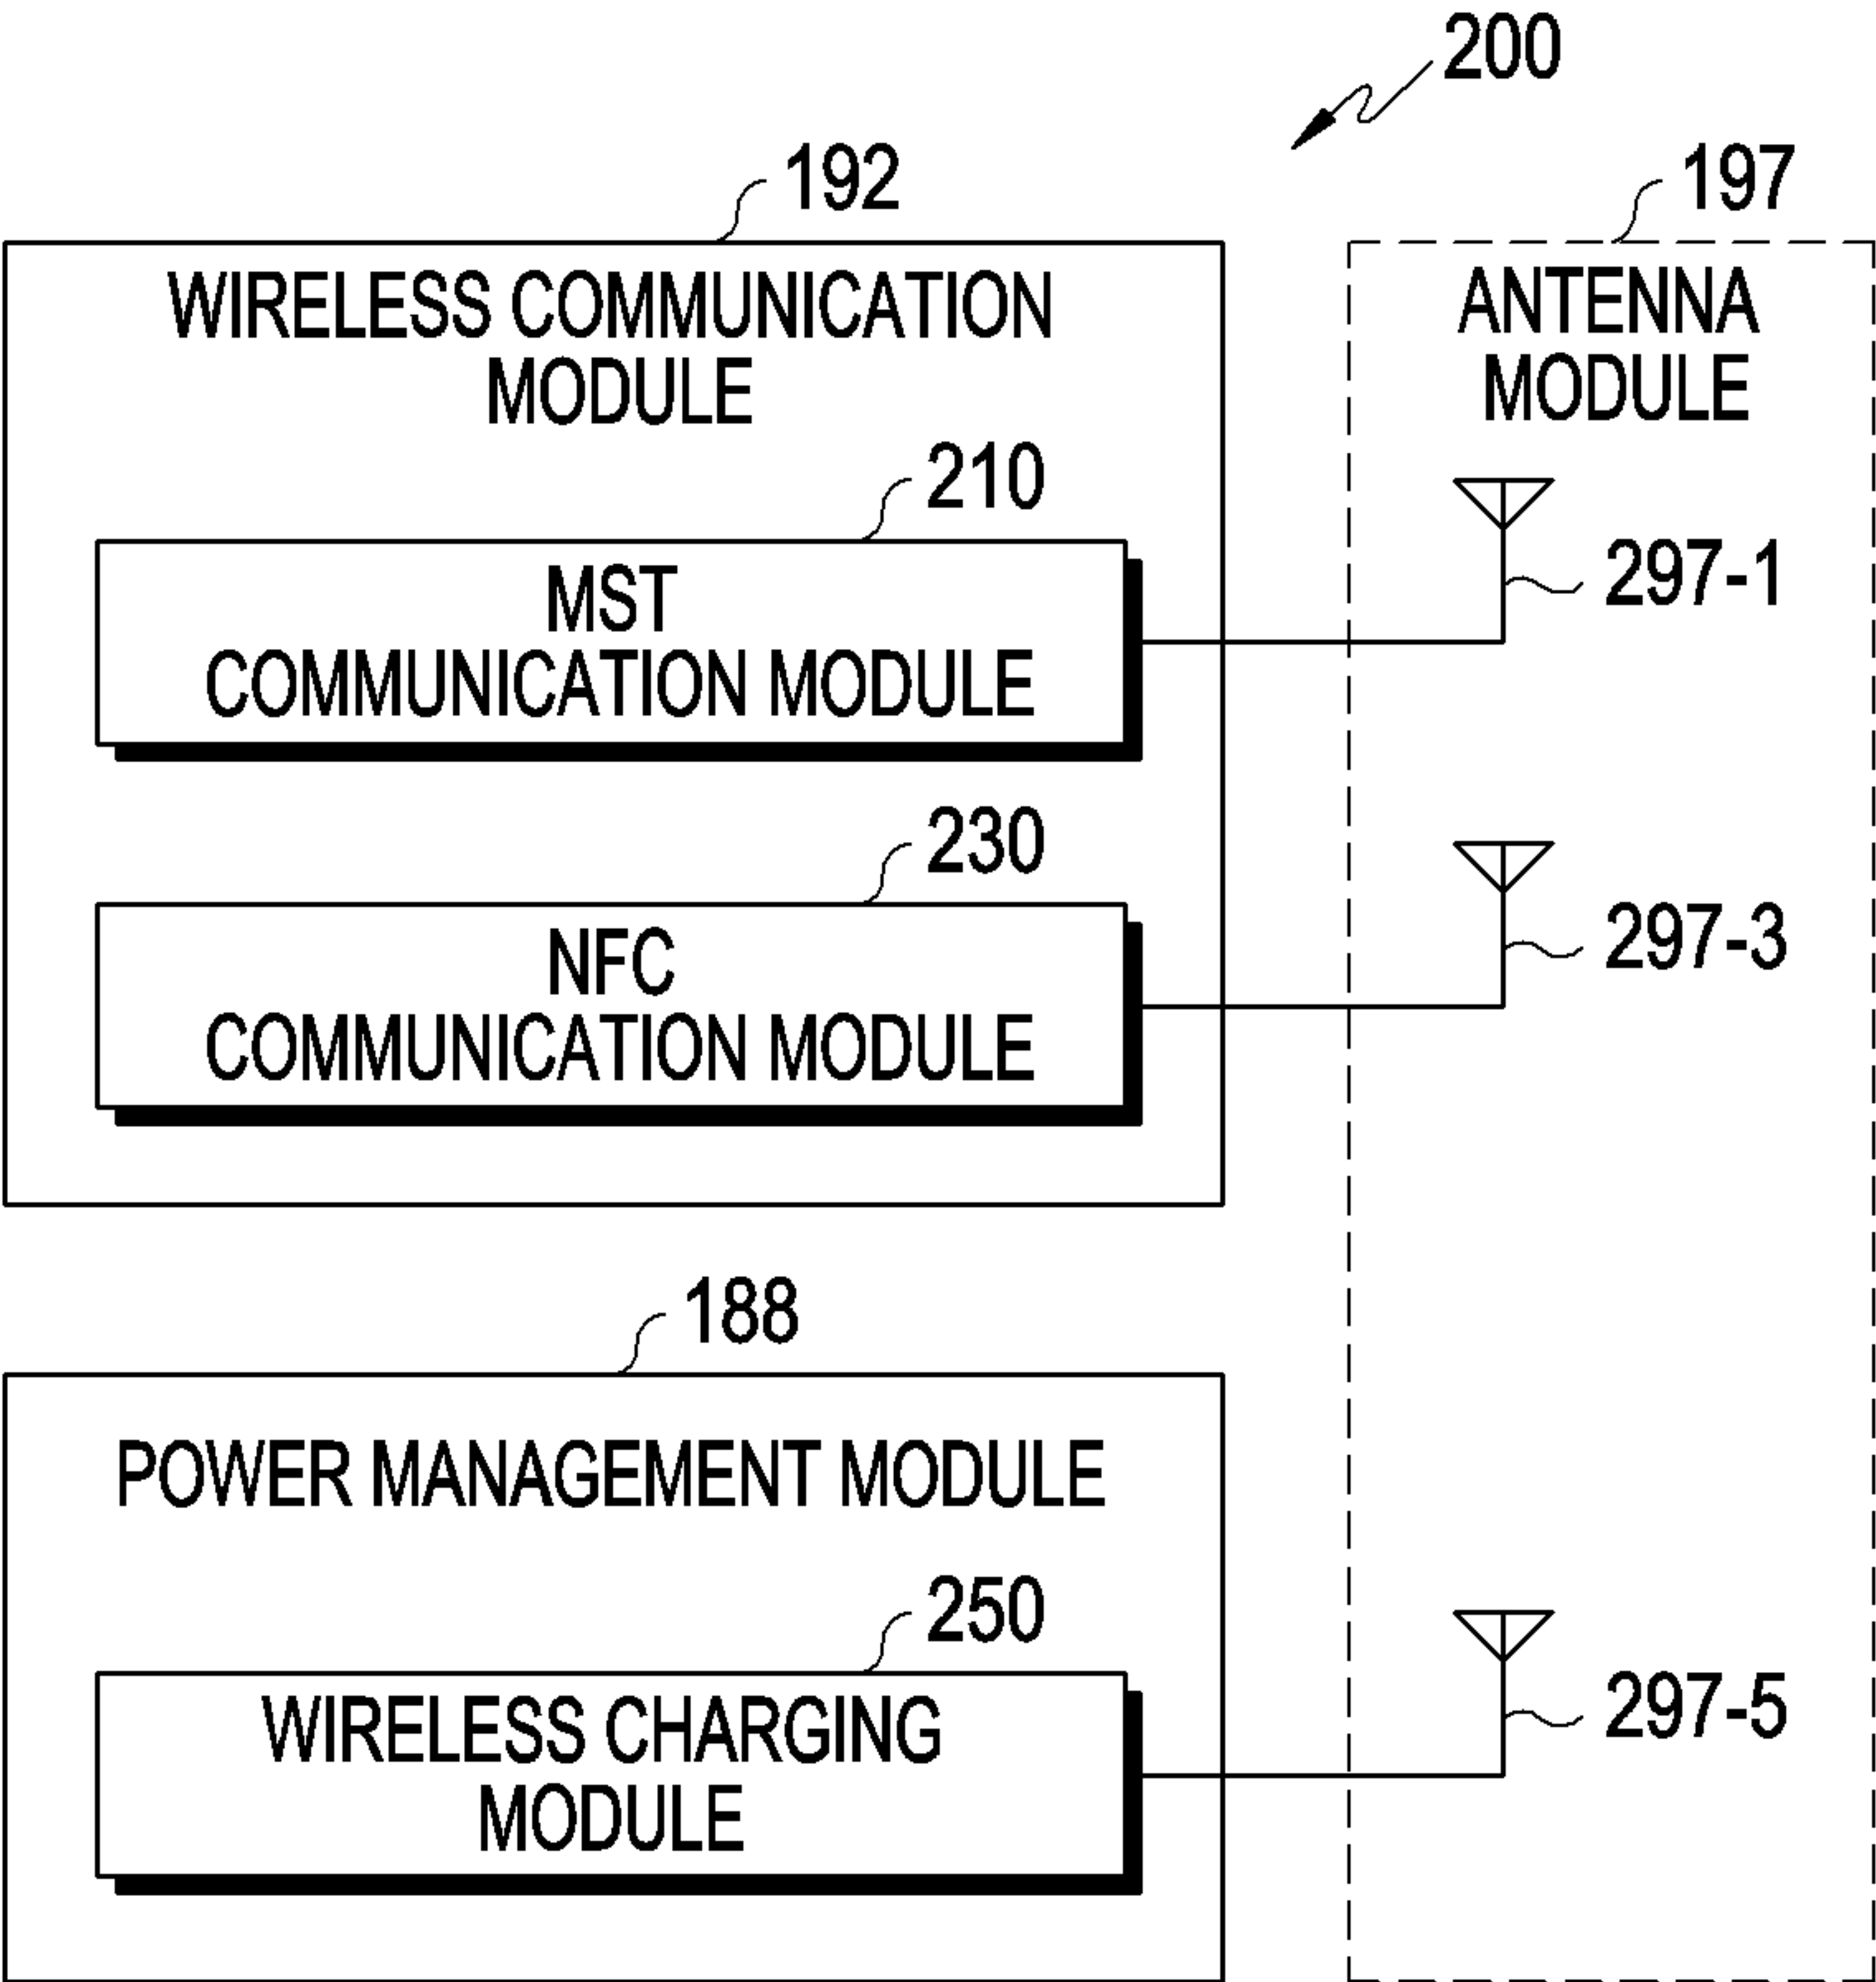 200
192
197
WIRELESS COMMUNICATION
MODULE
ANTENNA
MODULE
210
MST
COMMUNICATION MODULE
297-1
230
NFC
COMMUNICATION MODULE
297-3
188
POWER MANAGEMENT MODULE
250
WIRELESS CHARGING
MODULE
297-5